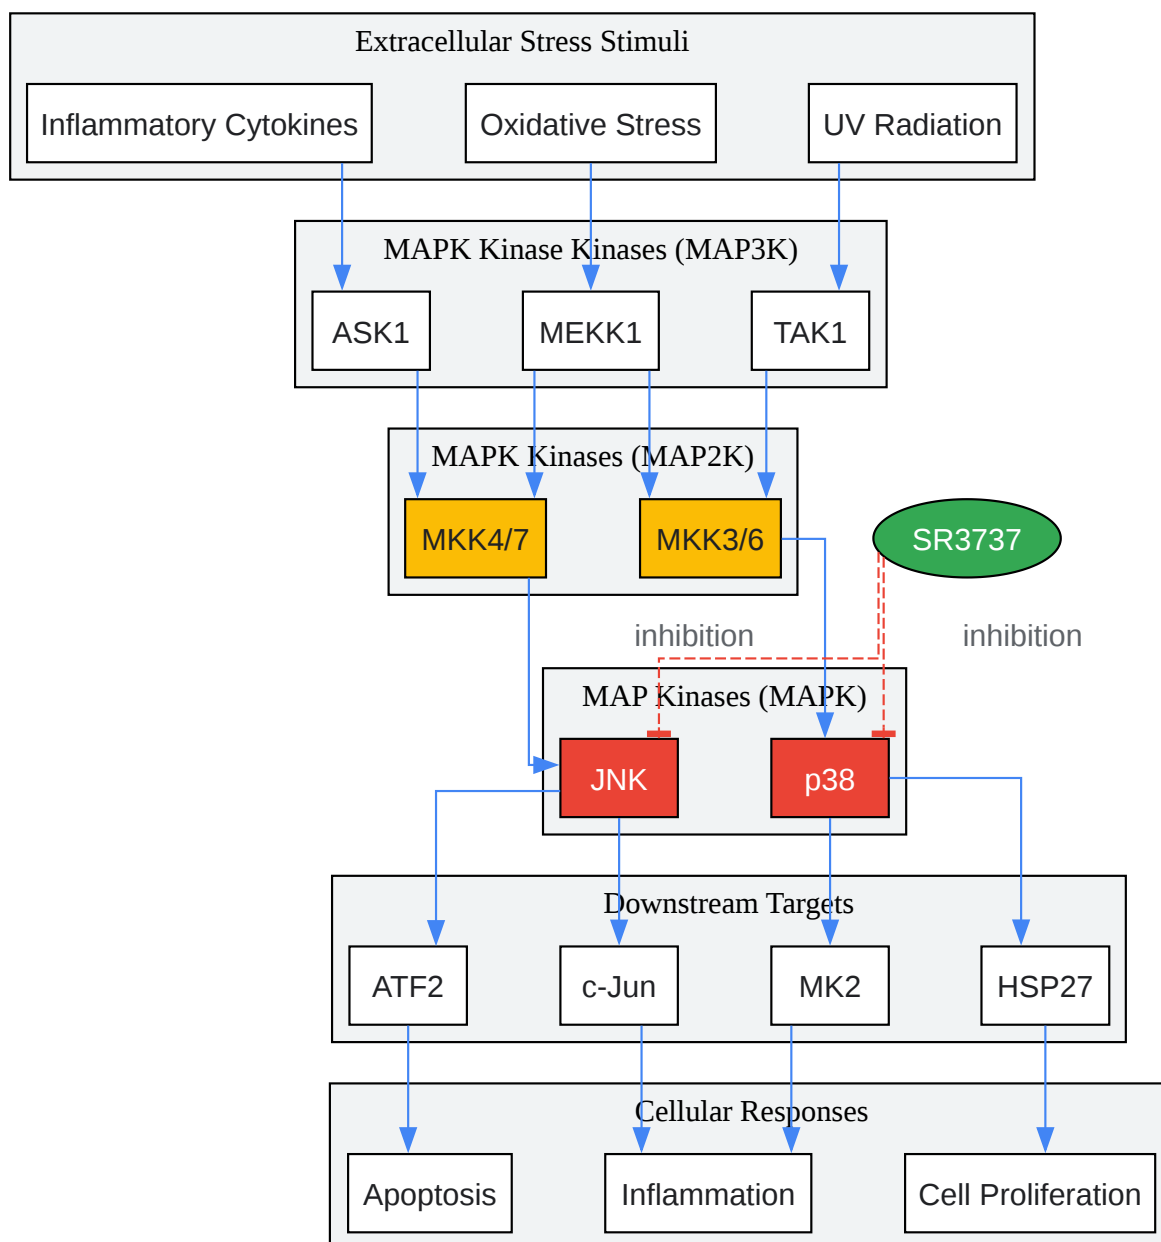 Extracellular Stress Stimuli
Inflammatory Cytokines
Oxidative Stress
UV Radiation
MAPK Kinase Kinases (MAP3K)
ASK1
MEKK1
TAK1
MAPK Kinases (MAP2K)
MKK4/7
MKK3/6
SR3737
inhibition
inhibition
MAP Kinases (MAPK)
JNK
p38
Downstream Targets
ATF2
c-Jun
MK2
HSP27
Cellular Responses
Apoptosis
Inflammation
Cell Proliferation